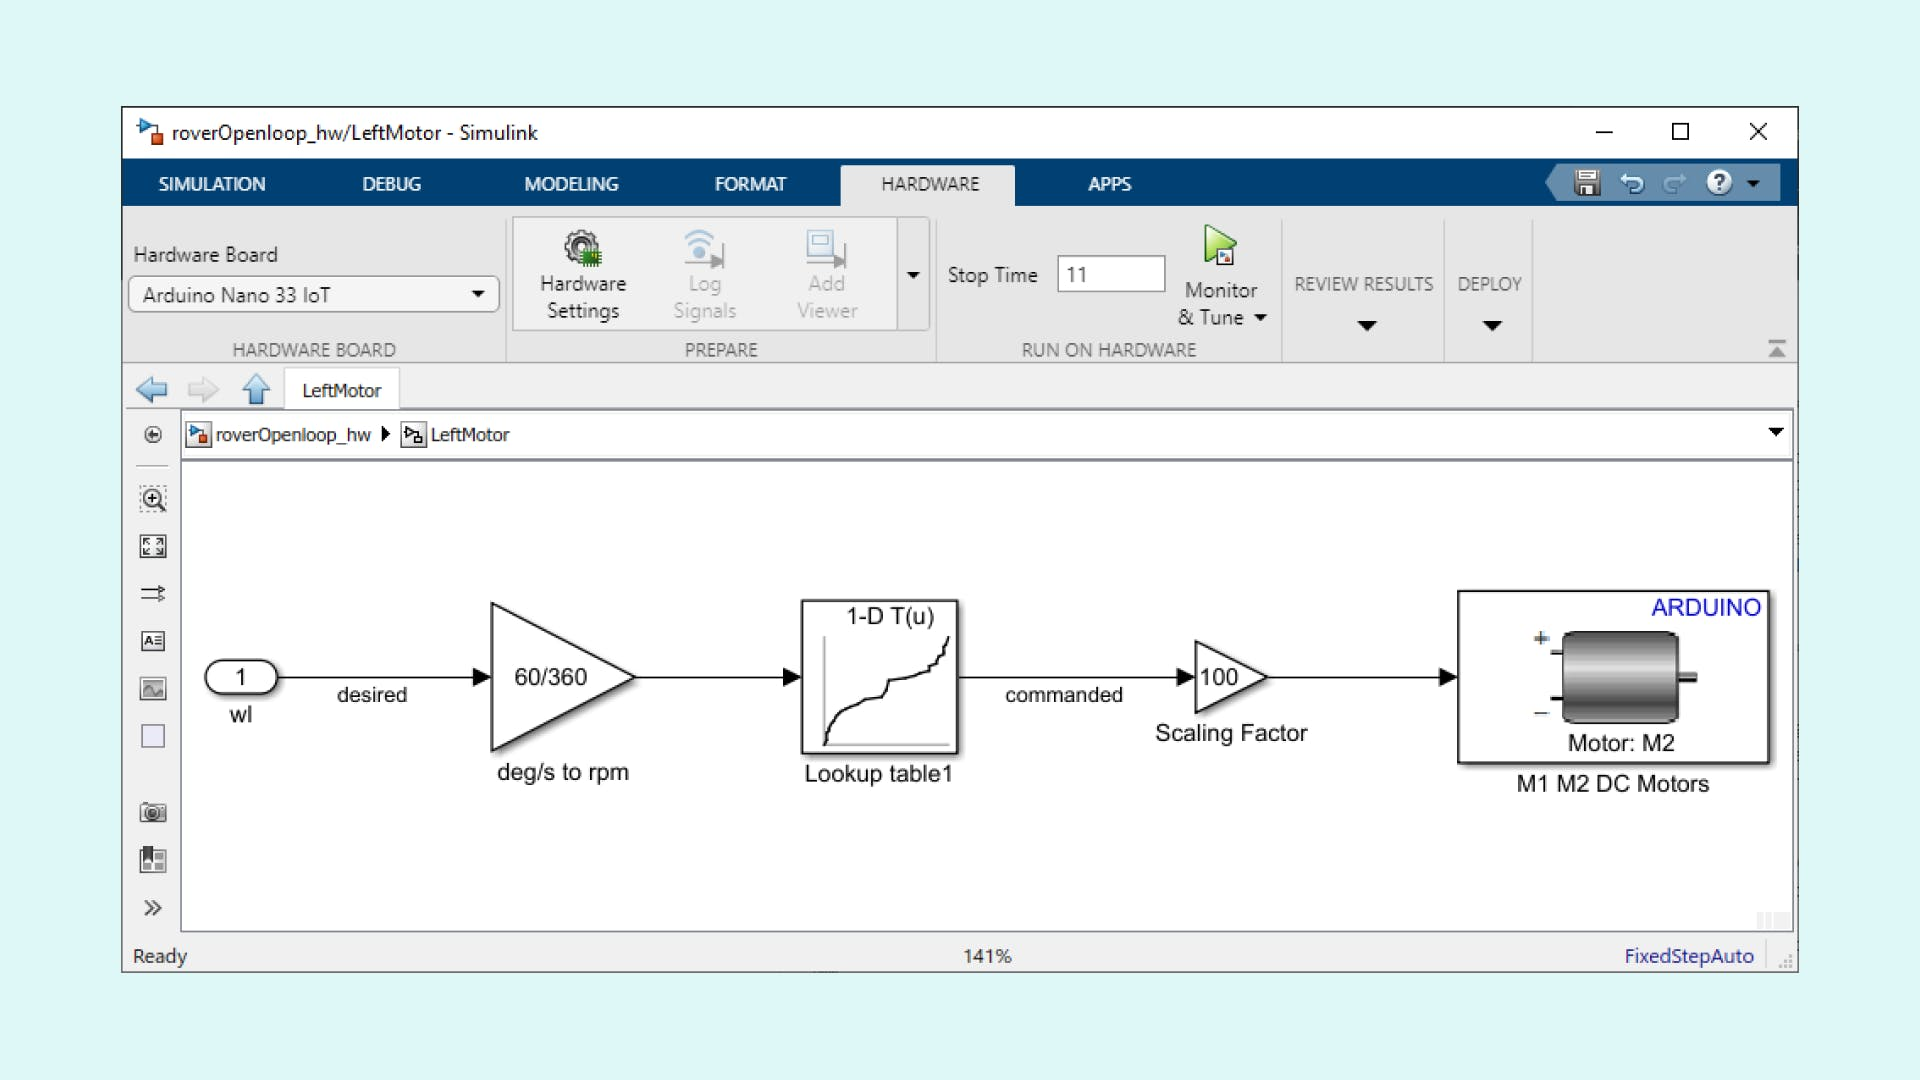 roverOpenloop_hw/LeftMotor - Simulink
SIMULATION DEBUG MODELING FORMAT HARDWARE APPS
?
Hardware Board
Arduino Nano 33 IoT
HARDWARE BOARD
Hardware
Settings
Log
Signals
Add
Viewer
PREPARE
Stop Time 11
Monitor
& Tune
RUN ON HARDWARE
REVIEW RESULTS
DEPLOY
LeftMotor
roverOpenloop_hw LeftMotor
AΞ
1
wl
desired
60/360
deg/s to rpm
1-D T(u)
Lookup table1
commanded
100
Scaling Factor
ARDUINO
+
−
Motor: M2
M1 M2 DC Motors
Ready 141% FixedStepAuto